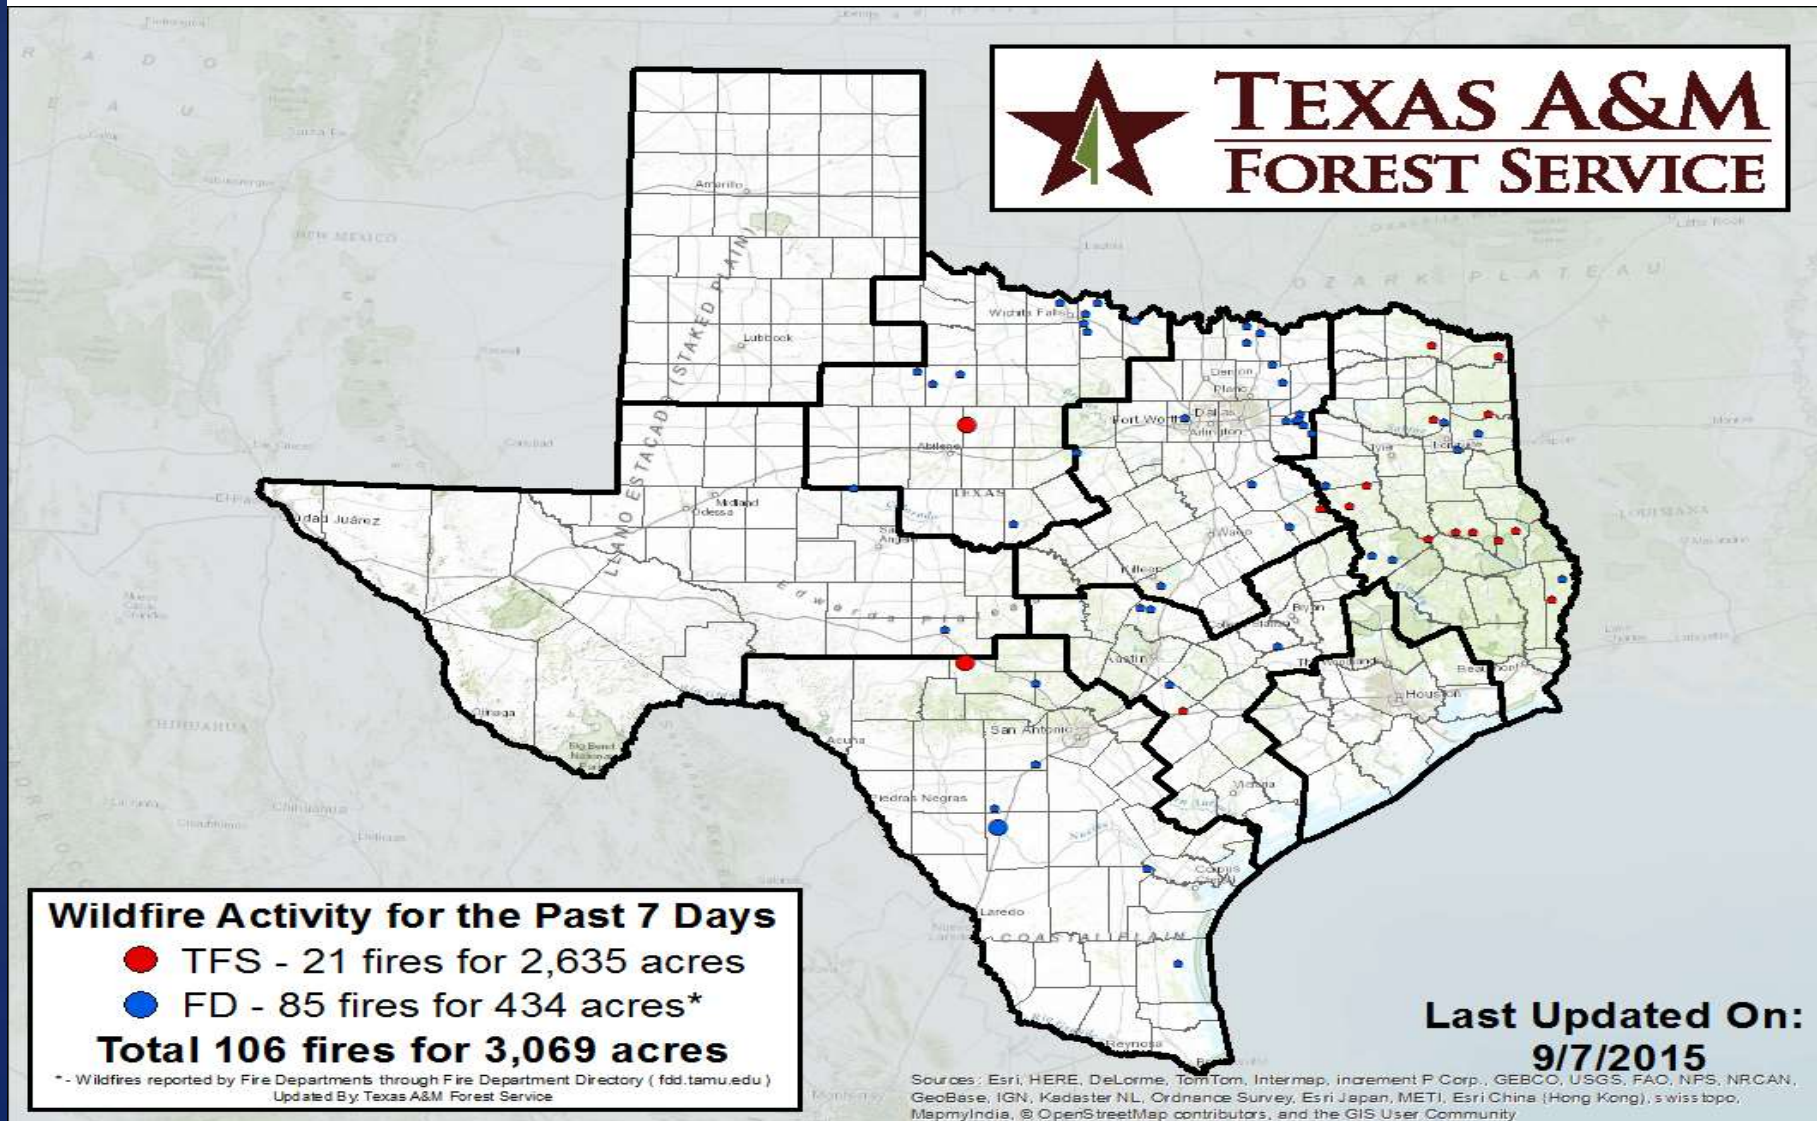 TEXAS A&M
FOREST SERVICE
NEW MEXICO
OZARK PLATEAU
Amarillo
LLANO ESTACADO (STAKED PLAIN)
Wichita Falls
Lubbock
Denton
Plano
Fort Worth
Dallas
Arlington
Abilene
Tyler
Longview
TEXAS
Midland
Odessa
Ciudad Juárez
LOUISIANA
Waco
Killeen
Edwards Plateau
Bryan
Austin
Beaumont
Houston
Ojinaga
San Antonio
Acuña
Big Bend
National
Park
CHIHUAHUA
Chihuahua
Piedras Negras
Victoria
Nueces
Corpus
Christi
Laredo
COASTAL PLAIN
Reynosa
Wildfire Activity for the Past 7 Days
TFS - 21 fires for 2,635 acres
FD - 85 fires for 434 acres*
Total 106 fires for 3,069 acres
* - Wildfires reported by Fire Departments through Fire Department Directory ( fdd.tamu.edu )
Updated By: Texas A&M Forest Service
Last Updated On:
9/7/2015
Sources: Esri, HERE, DeLorme, TomTom, Intermap, increment P Corp., GEBCO, USGS, FAO, NPS, NRCAN,
GeoBase, IGN, Kadaster NL, Ordnance Survey, Esri Japan, METI, Esri China (Hong Kong), swisstopo,
MapmyIndia, © OpenStreetMap contributors, and the GIS User Community